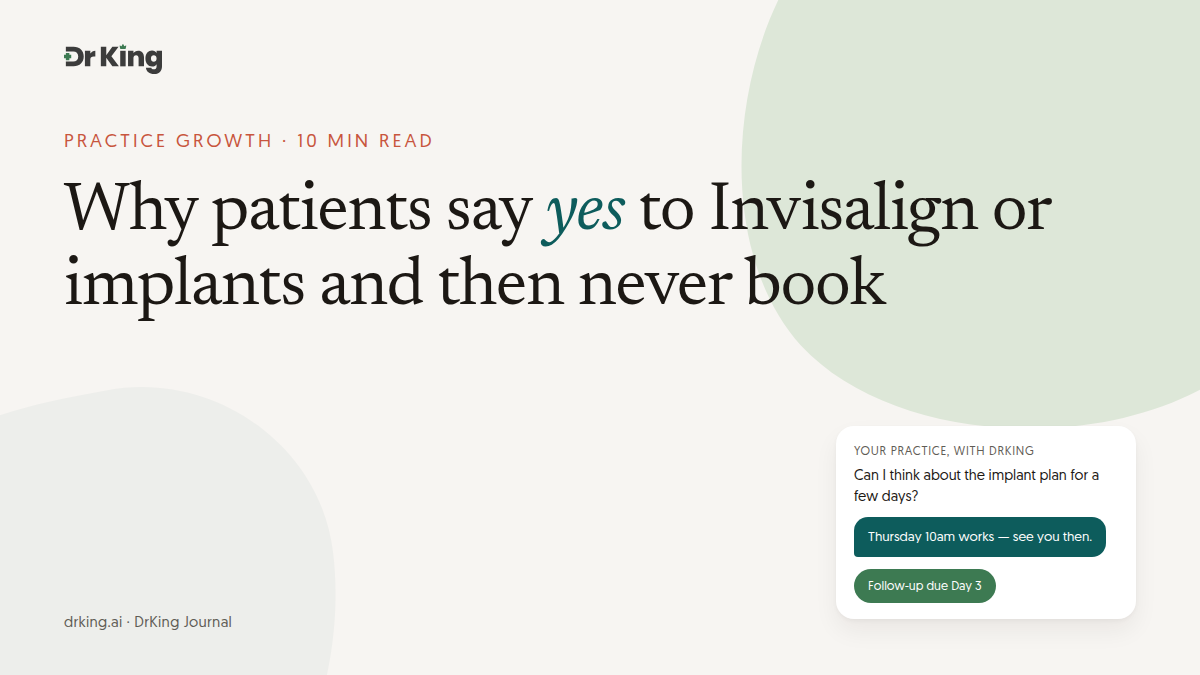 Dr King
PRACTICE GROWTH · 10 MIN READ
Why patients say yes to Invisalign or
implants and then never book
YOUR PRACTICE, WITH DRKING
Can I think about the implant plan for a
few days?
Thursday 10am works — see you then.
Follow-up due Day 3
drking.ai · DrKing Journal